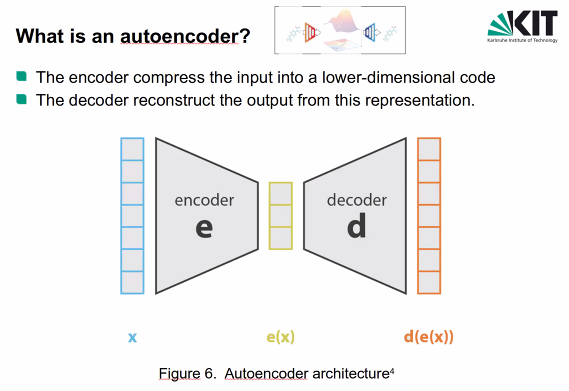 What is an autoencoder?
KIT
Karlsruhe Institute of Technology
The encoder compress the input into a lower-dimensional code
The decoder reconstruct the output from this representation.
encoder
e
decoder
d
x
e(x)
d(e(x))
Figure 6. Autoencoder architecture⁴